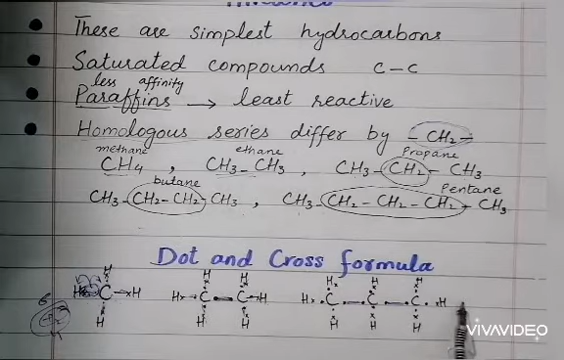 These are simplest hydrocarbons
Saturated compounds C-C
less affinity
Paraffins → least reactive
Homologous series differ by -CH₂-
methane ethane Propane
CH₄ , CH₃-CH₃ , CH₃-CH₂-CH₃
butane Pentane
CH₃-CH₂-CH₂-CH₃ , CH₃-CH₂-CH₂-CH₂-CH₃
Dot and Cross formula
H H H H H H
H C H H C C H H C C C H
H H H H H H
VIVAVIDEO